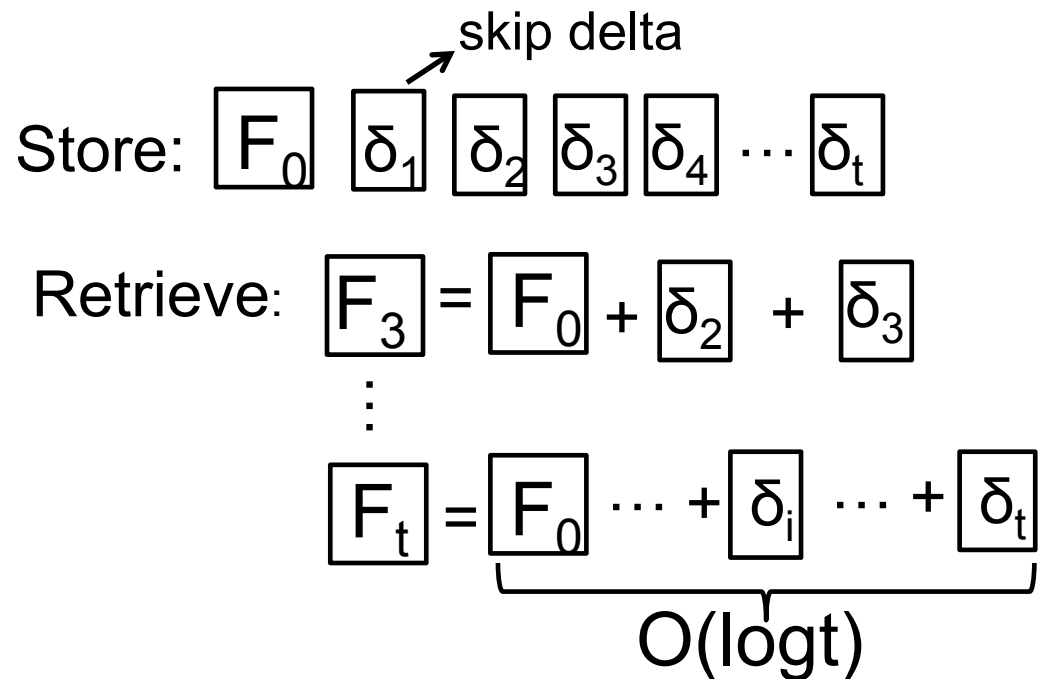 skip delta
Store: F₀ δ₁ δ₂ δ₃ δ₄ ⋯ δₜ
Retrieve: F₃ = F₀ + δ₂ + δ₃
⋮
Fₜ = F₀ ⋯ + δᵢ ⋯ + δₜ
O(logt)